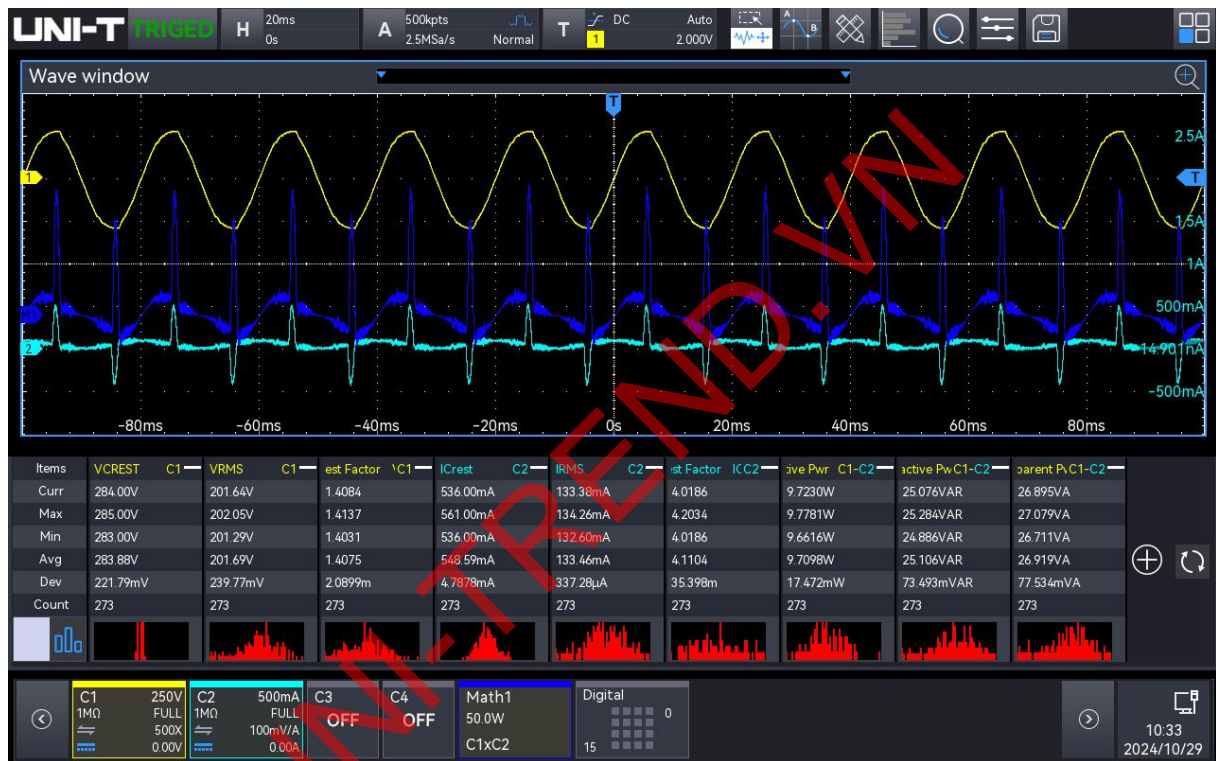 UNI-T TRIGED H 20ms 0s A 500kpts 2.5MSa/s Normal T DC 1 Auto 2.000V A B
Wave window
T
2.5A
1 T
1.5A
1A
500mA
2
-500mA
-80ms -60ms -40ms -20ms 0s 20ms 40ms 60ms 80ms
UNI-TREND.VN
Items VCREST C1 VRMS C1 est Factor C1 ICrest C2 IRMS C2 st Factor IC C2 tive Pwr C1-C2 active Pw C1-C2 parent Pv C1-C2
Curr 284.00V 201.64V 1.4084 536.00mA 133.38mA 4.0186 9.7230W 25.076VAR 26.895VA
Max 285.00V 202.05V 1.4137 561.00mA 134.26mA 4.2034 9.7781W 25.284VAR 27.079VA
Min 283.00V 201.29V 1.4031 536.00mA 132.60mA 4.0186 9.6616W 24.886VAR 26.711VA
Avg 283.88V 201.69V 1.4075 548.59mA 133.46mA 4.1104 9.7098W 25.106VAR 26.919VA
Dev 221.79mV 239.77mV 2.0899m 4.7878mA 337.28µA 35.398m 17.472mW 73.493mVAR 77.534mVA
Count 273 273 273 273 273 273 273 273 273
C1 250V C2 500mA C3 C4 Math1 Digital
1MΩ FULL 1MΩ FULL OFF OFF 50.0W 0
500X 100mV/A C1xC2 10:33
0.00V 0.00A 15 2024/10/29